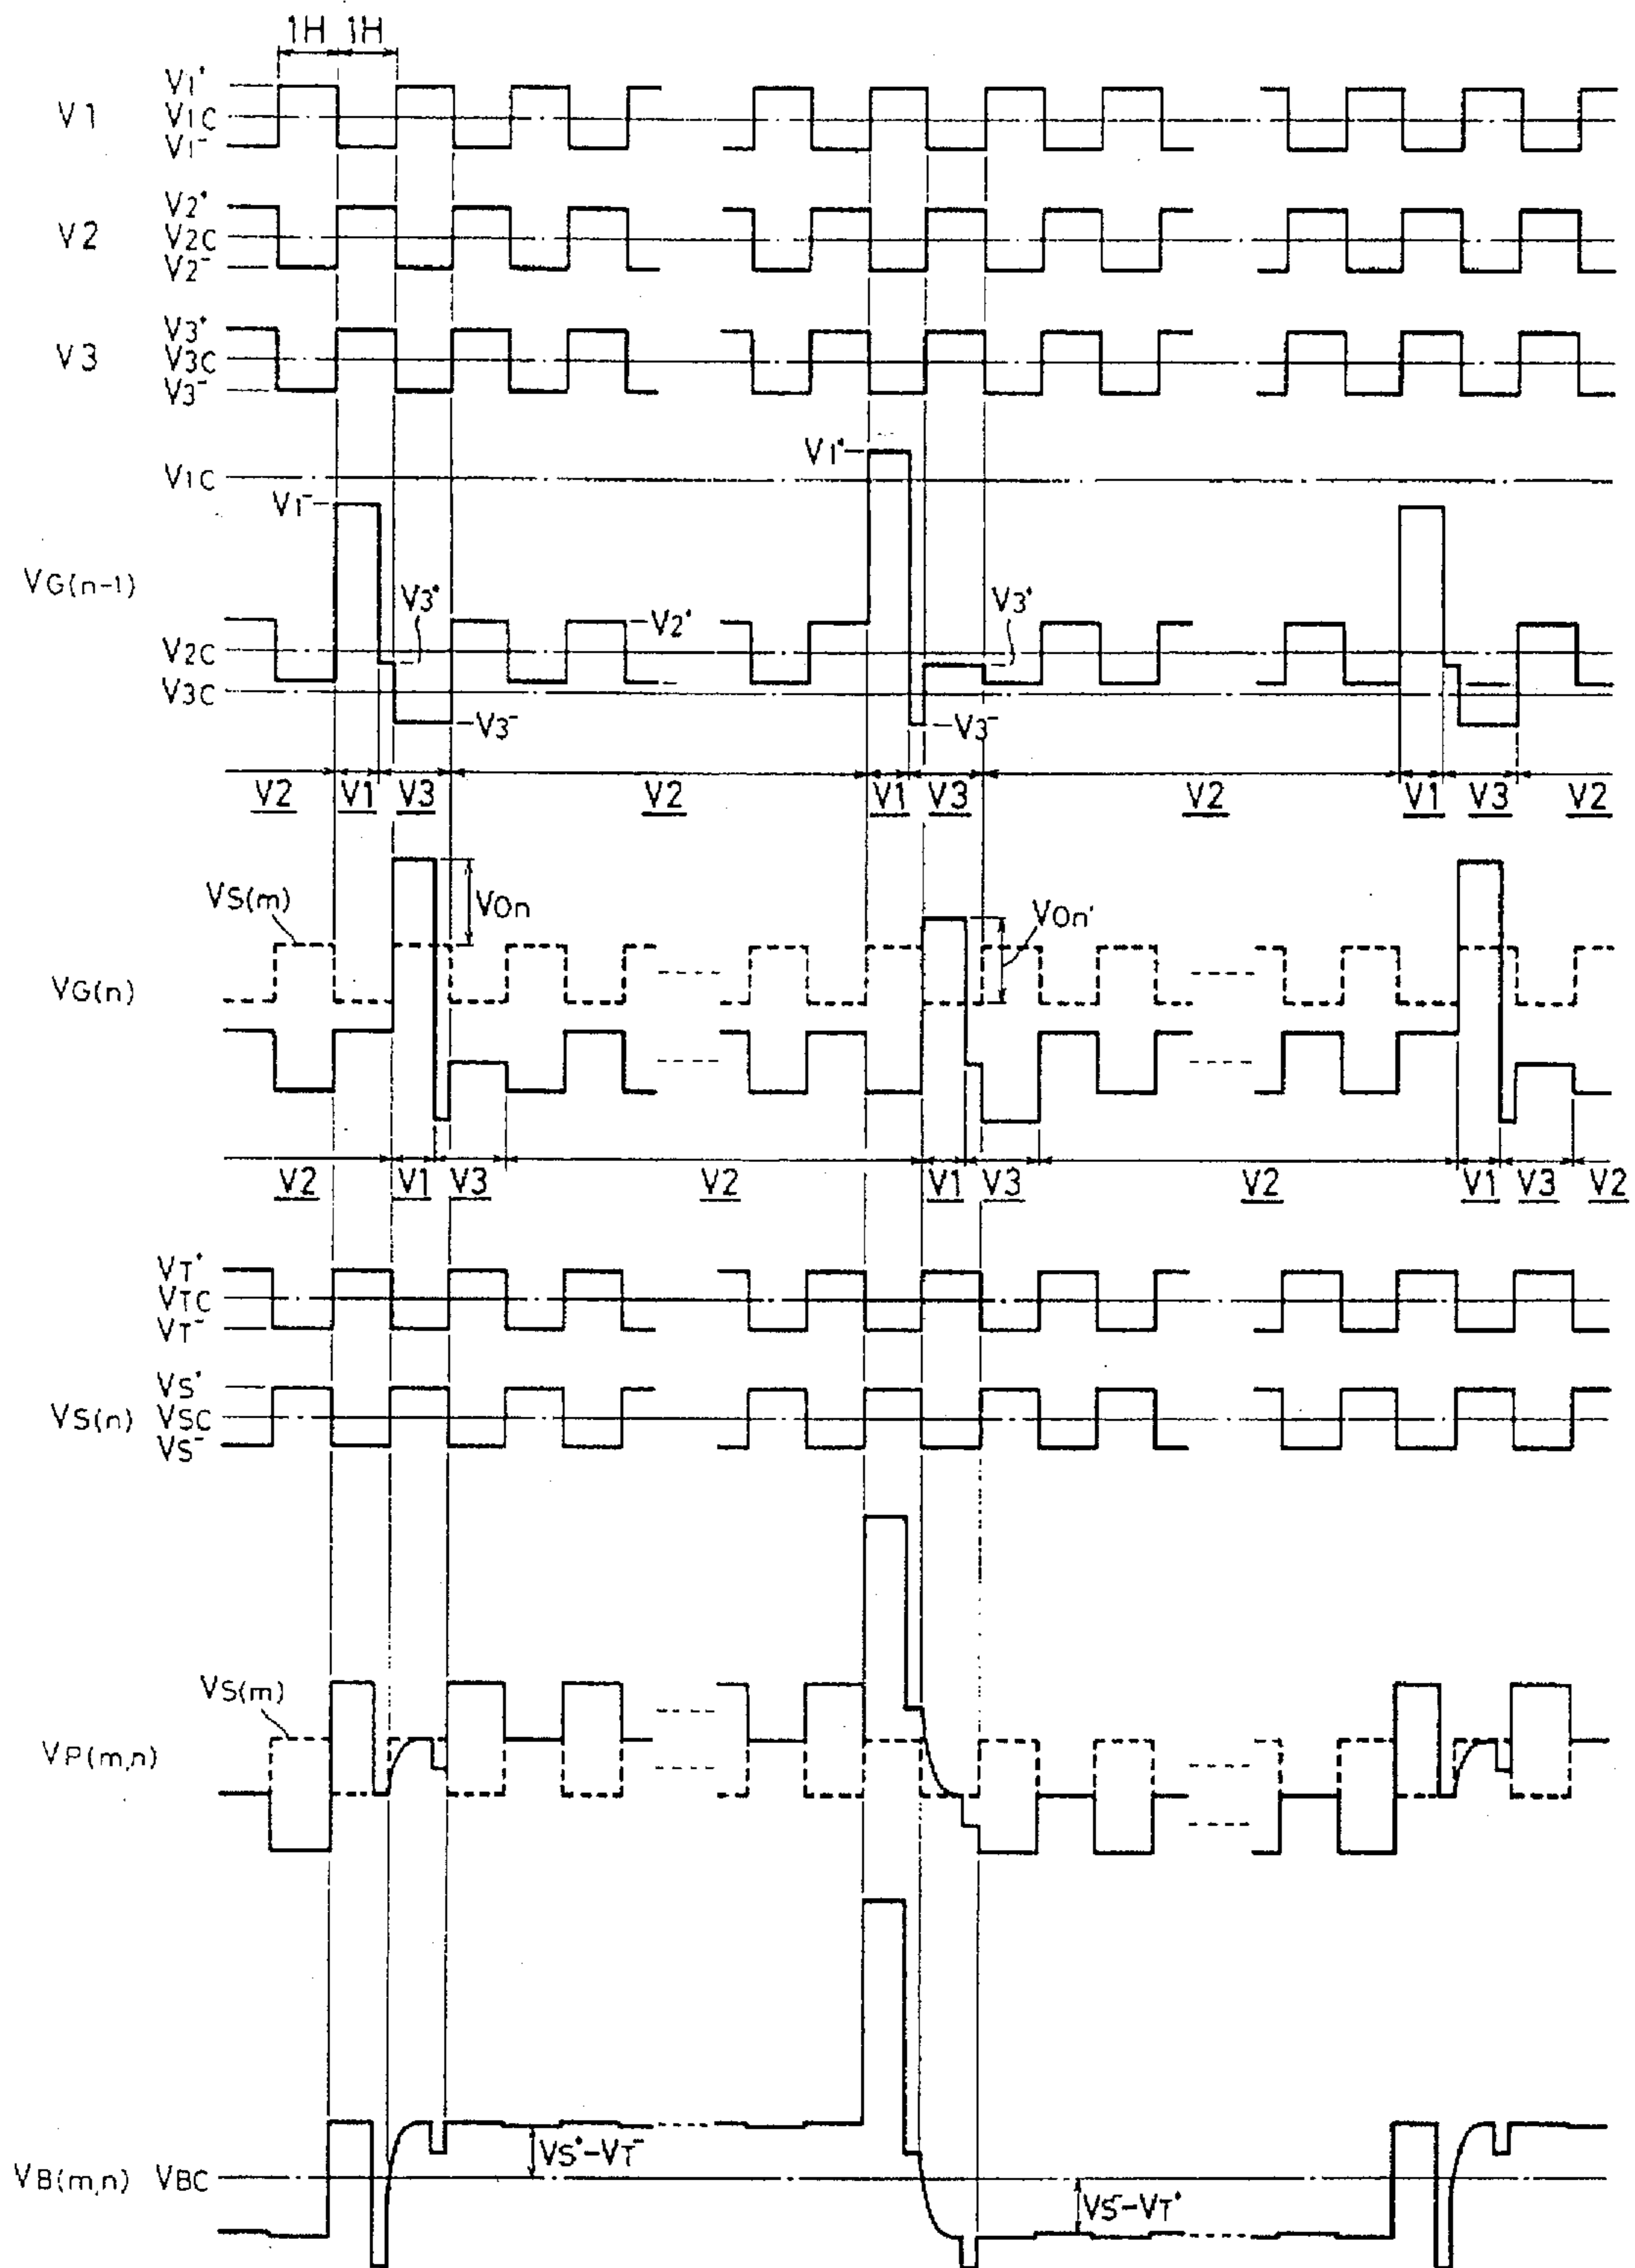 1H 1H
V1 V1+ V1C V1-
V2 V2+ V2C V2-
V3 V3+ V3C V3-
V1+
V1C
V1-
VG(n-1)
V3+ V3+
V2+
V2C
V3C
V3- V3-
V2 V1 V3 V2 V1 V3 V2 V1 V3 V2
VS(m) VOn VOn'
VG(n)
V2 V1 V3 V2 V1 V3 V2 V1 V3 V2
VT+
VTC
VT-
VS+
VS(n) VSC
VS-
VS(m)
VP(m,n)
VS+-VT-
VB(m,n) VBC
VS--VT+